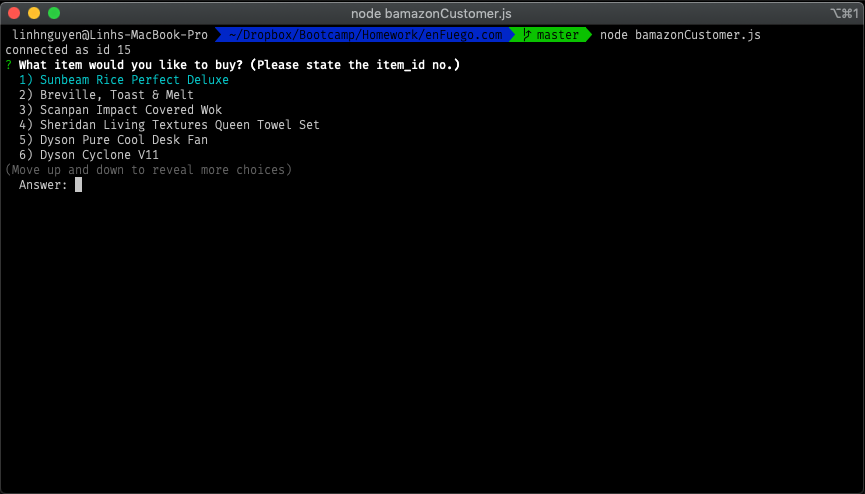 node bamazonCustomer.js
⌥⌘1
linhnguyen@Linhs-MacBook-Pro ~/Dropbox/Bootcamp/Homework/enFuego.com master node bamazonCustomer.js
connected as id 15
? What item would you like to buy? (Please state the item_id no.)
1) Sunbeam Rice Perfect Deluxe
2) Breville, Toast & Melt
3) Scanpan Impact Covered Wok
4) Sheridan Living Textures Queen Towel Set
5) Dyson Pure Cool Desk Fan
6) Dyson Cyclone V11
(Move up and down to reveal more choices)
Answer: